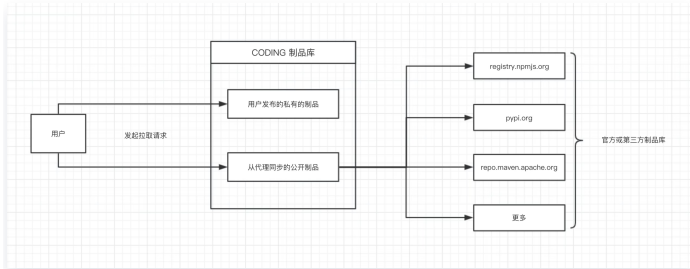 CODING 制品库
用户发布的私有的制品
从代理同步的公开制品
用户
发起拉取请求
registry.npmjs.org
pypi.org
repo.maven.apache.org
更多
官方或第三方制品库